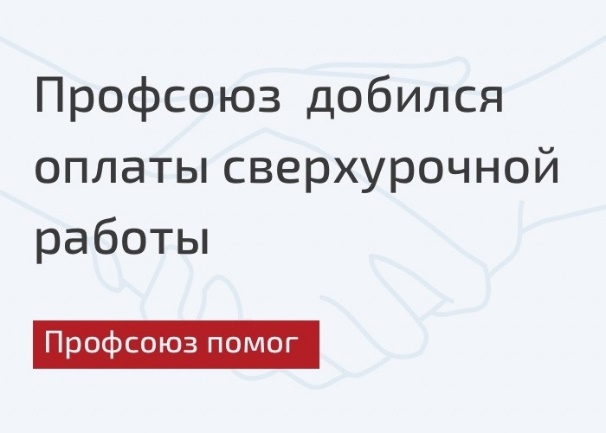 Профсоюз добился
оплаты сверхурочной
работы
Профсоюз помог